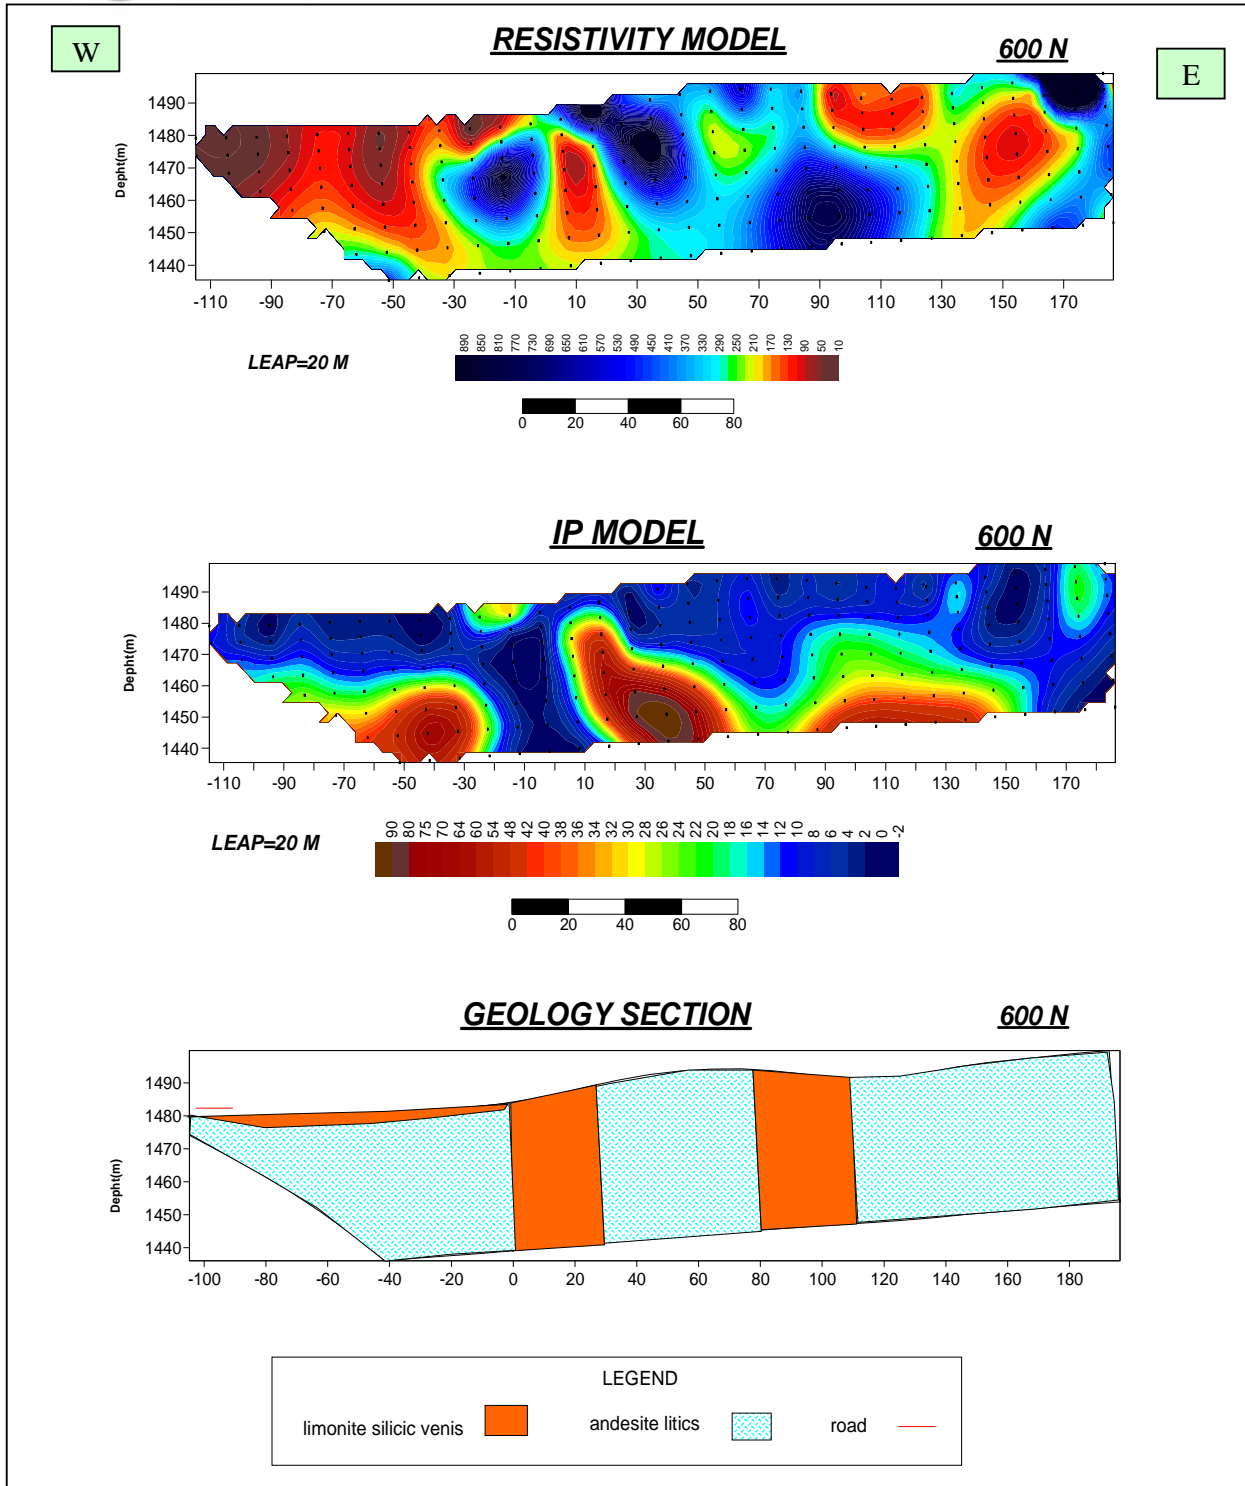 W
RESISTIVITY MODEL
600 N
E
Depht(m)
1490
1480
1470
1460
1450
1440
-110 -90 -70 -50 -30 -10 10 30 50 70 90 110 130 150 170
LEAP=20 M
890 850 810 770 730 690 650 610 570 530 490 450 410 370 330 290 250 210 170 130 90 50 10
0 20 40 60 80
IP MODEL
600 N
Depht(m)
1490
1480
1470
1460
1450
1440
-110 -90 -70 -50 -30 -10 10 30 50 70 90 110 130 150 170
LEAP=20 M
90 80 75 70 64 60 54 48 42 40 38 36 34 32 30 28 26 24 22 20 18 16 14 12 10 8 6 4 2 0 -2
0 20 40 60 80
GEOLOGY SECTION
600 N
Depht(m)
1490
1480
1470
1460
1450
1440
-100 -80 -60 -40 -20 0 20 40 60 80 100 120 140 160 180
LEGEND
limonite silicic venis
andesite litics
road